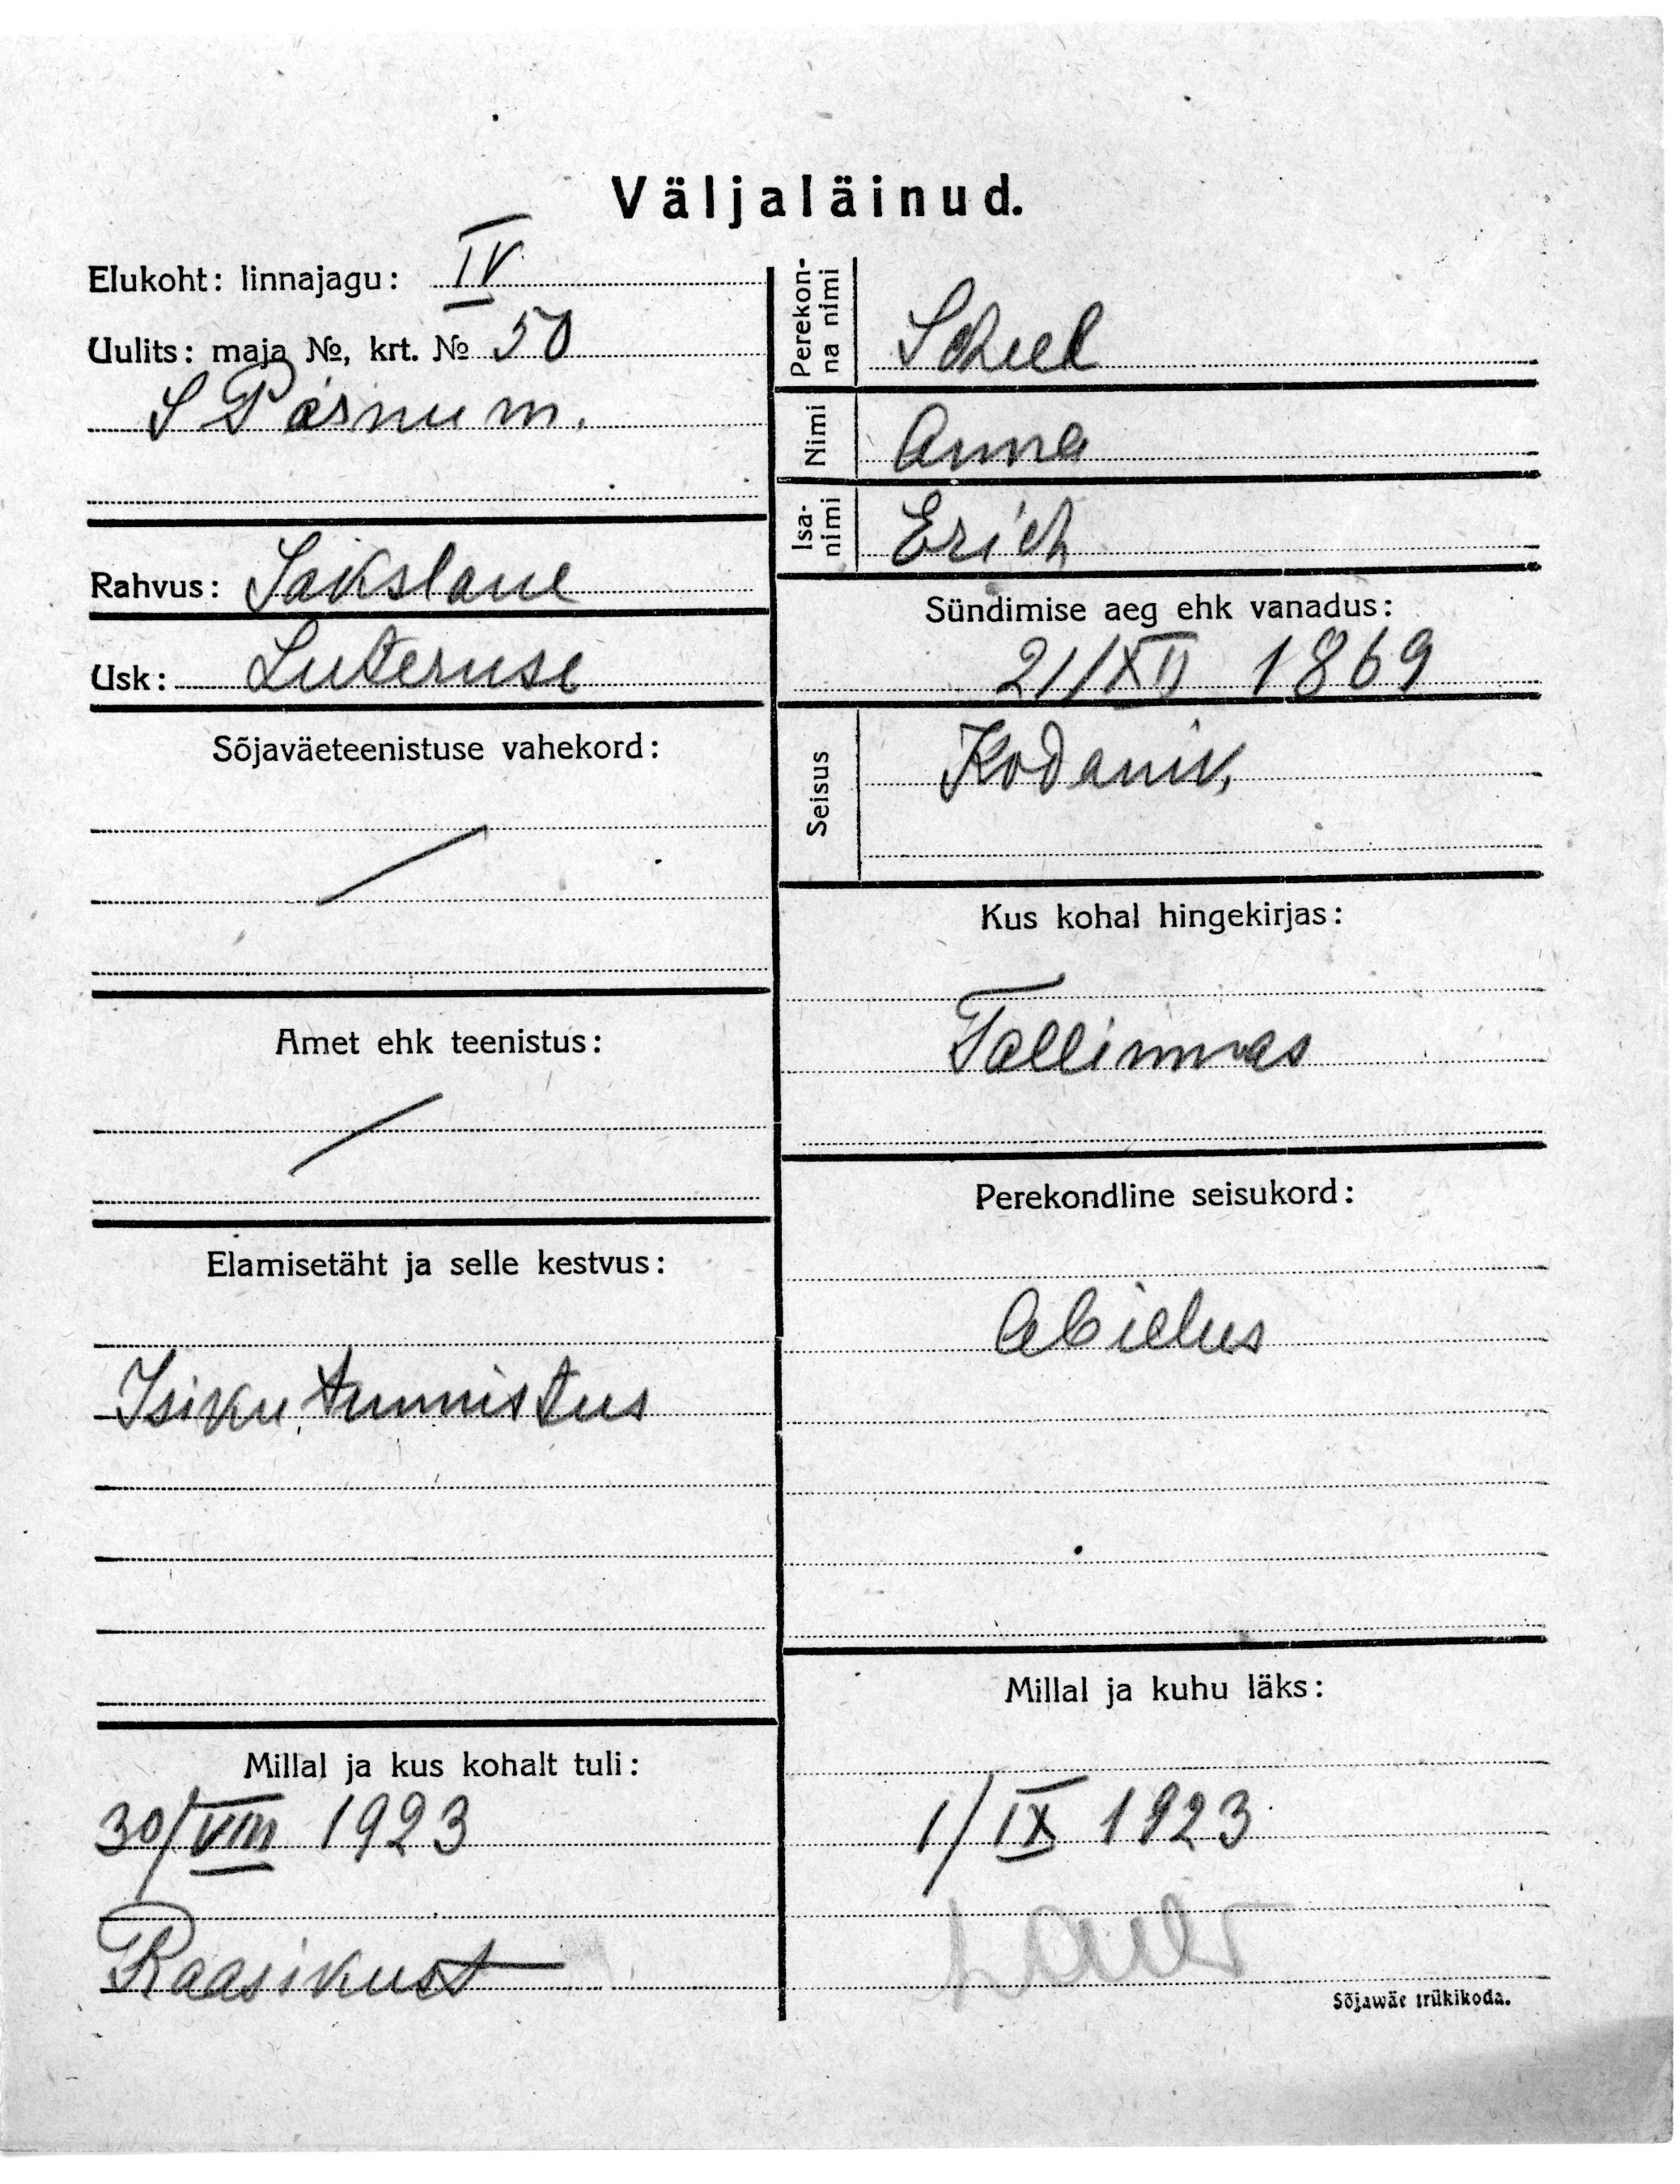 Väljaläinud.
Elukoht: linnajagu: IV
Uulits: maja №, krt. № 50
S Pärnu m.
Rahvus: Sakslane
Usk: Luteruse
Sõjaväeteenistuse vahekord:
Amet ehk teenistus:
Elamisetäht ja selle kestvus:
Isiku tunnistus
Millal ja kus kohalt tuli:
30/VIII 1923
Raasikust
Perekonna nimi
Scheel
Nimi
Anna
Isanimi
Erich
Sündimise aeg ehk vanadus:
21/XII 1869
Seisus
Kodanik,
Kus kohal hingekirjas:
Tallinnas
Perekondline seisukord:
Abielus
Millal ja kuhu läks:
1/IX 1923
Sõjawäe trükikoda.